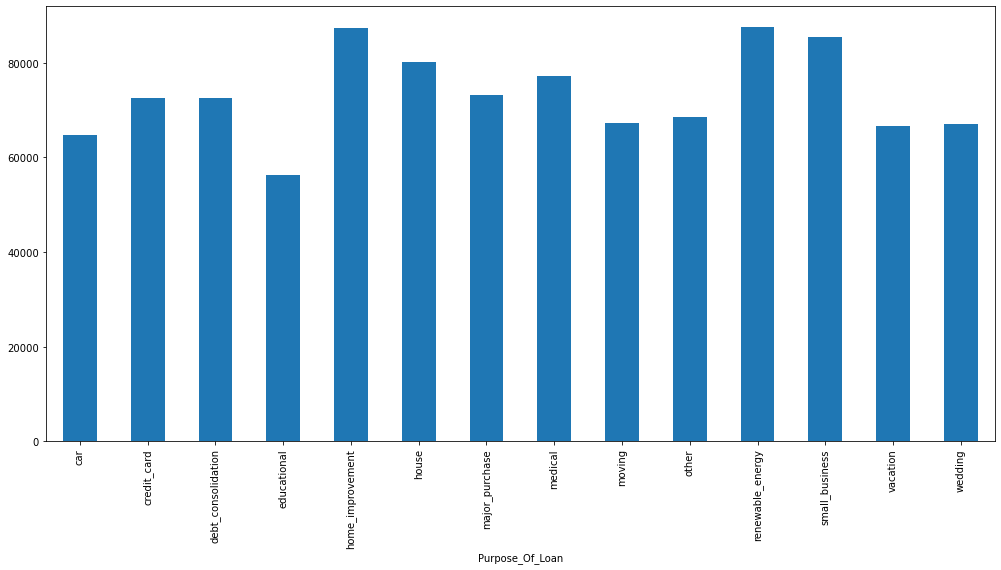 80000
60000
40000
20000
0
car
credit_card
debt_consolidation
educational
home_improvement
house
major_purchase
medical
moving
other
renewable_energy
small_business
vacation
wedding
Purpose_Of_Loan